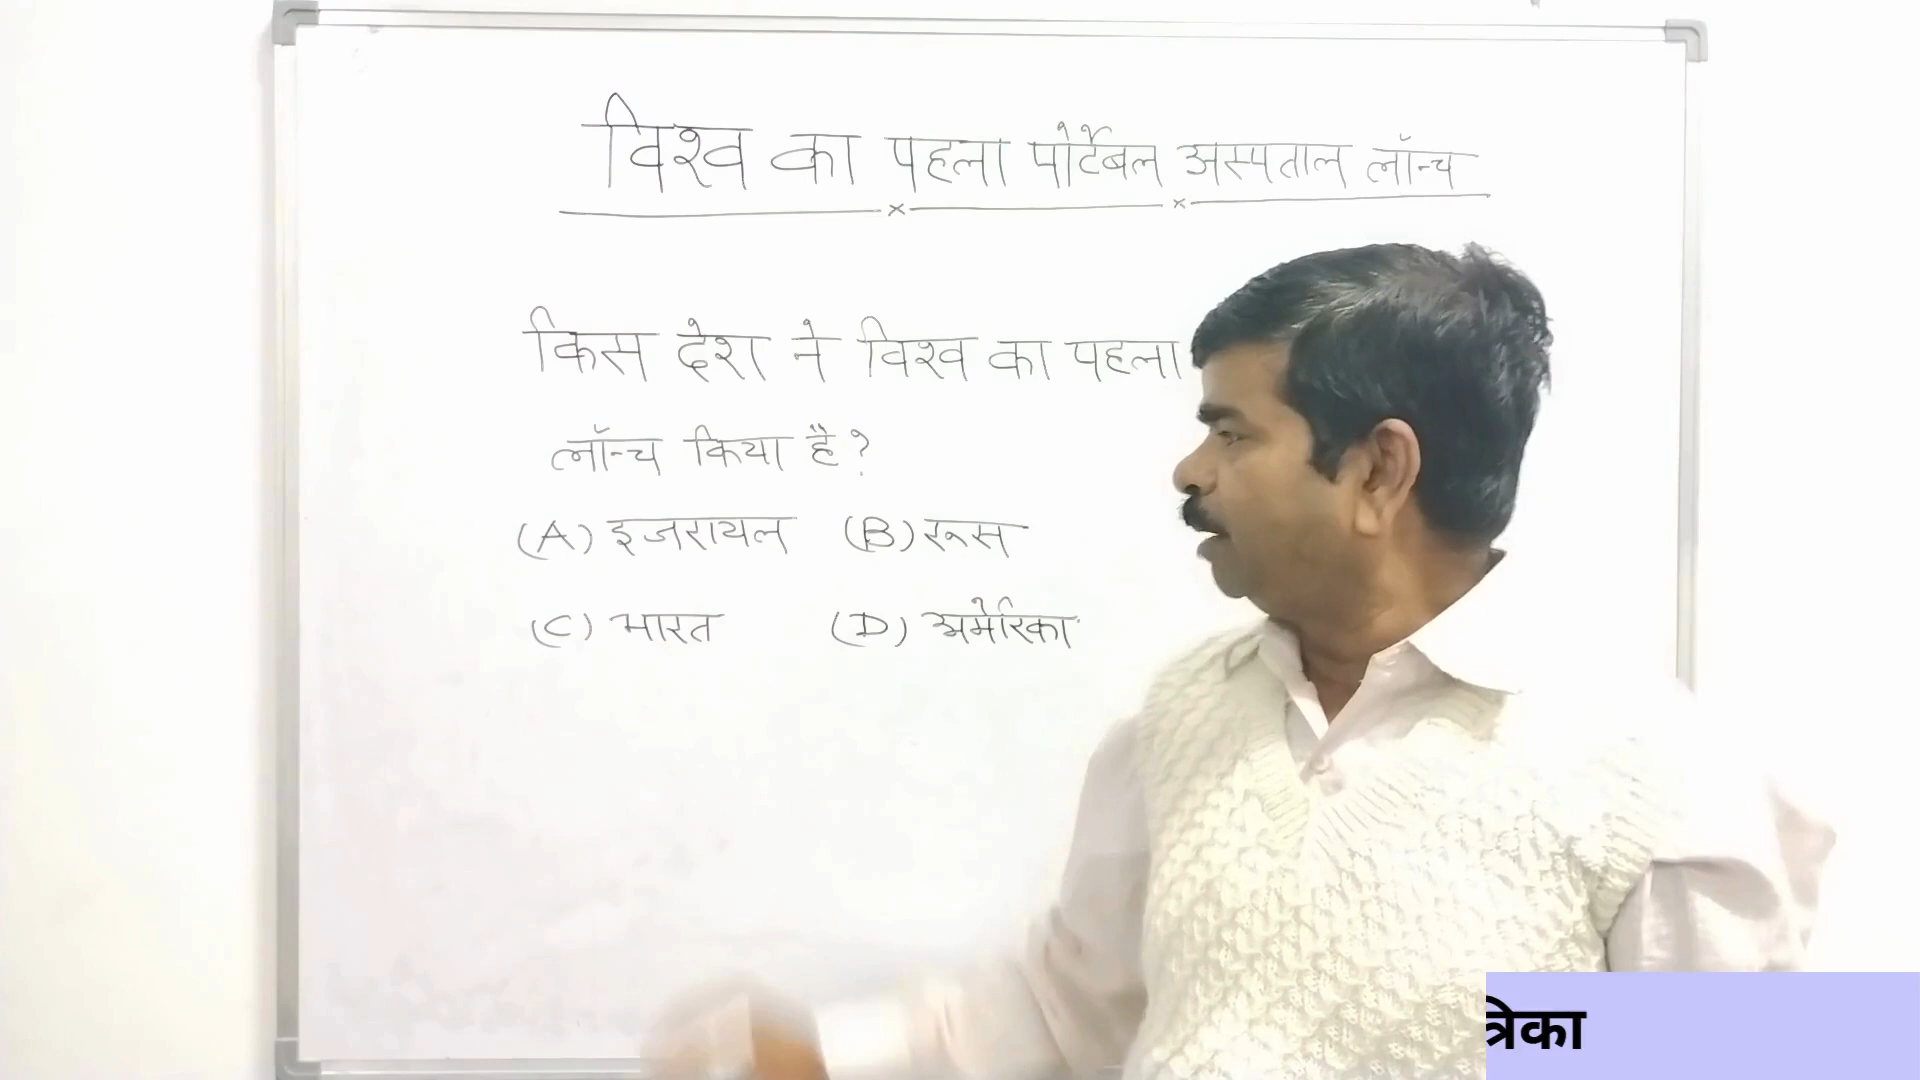 विश्व का पहला पोर्टेबल अस्पताल लॉन्च
किस देश ने विश्व का पहला
लॉन्च किया है?
(A) इजरायल (B) रूस
(C) भारत (D) अमेरिका
त्रिका